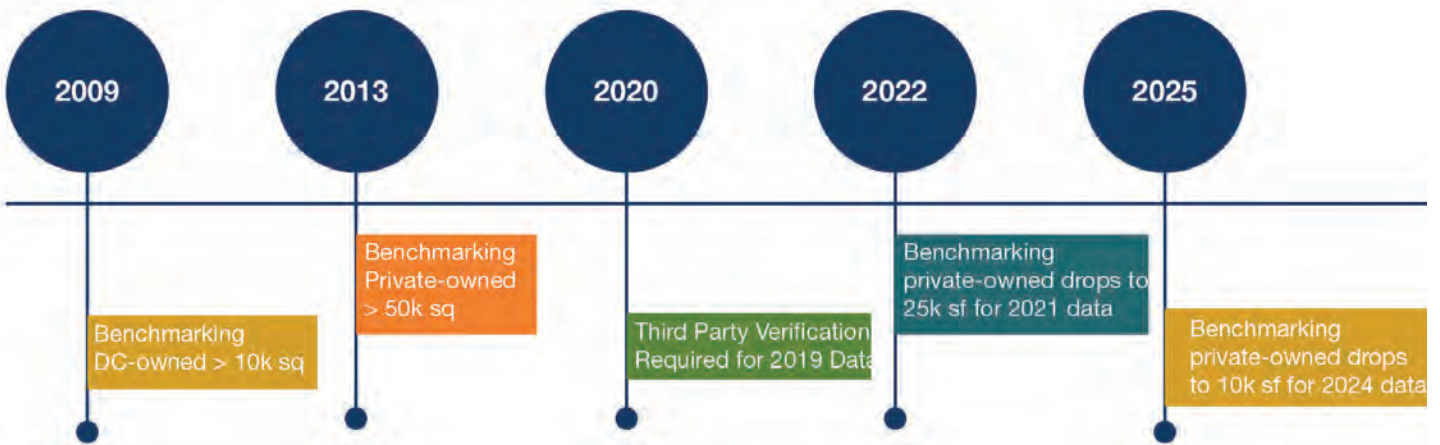 2009
2013
2020
2022
2025
Benchmarking
DC-owned > 10k sq
Benchmarking
Private-owned
> 50k sq
Third Party Verification
Required for 2019 Data
Benchmarking
private-owned drops to
25k sf for 2021 data
Benchmarking
private-owned drops
to 10k sf for 2024 data